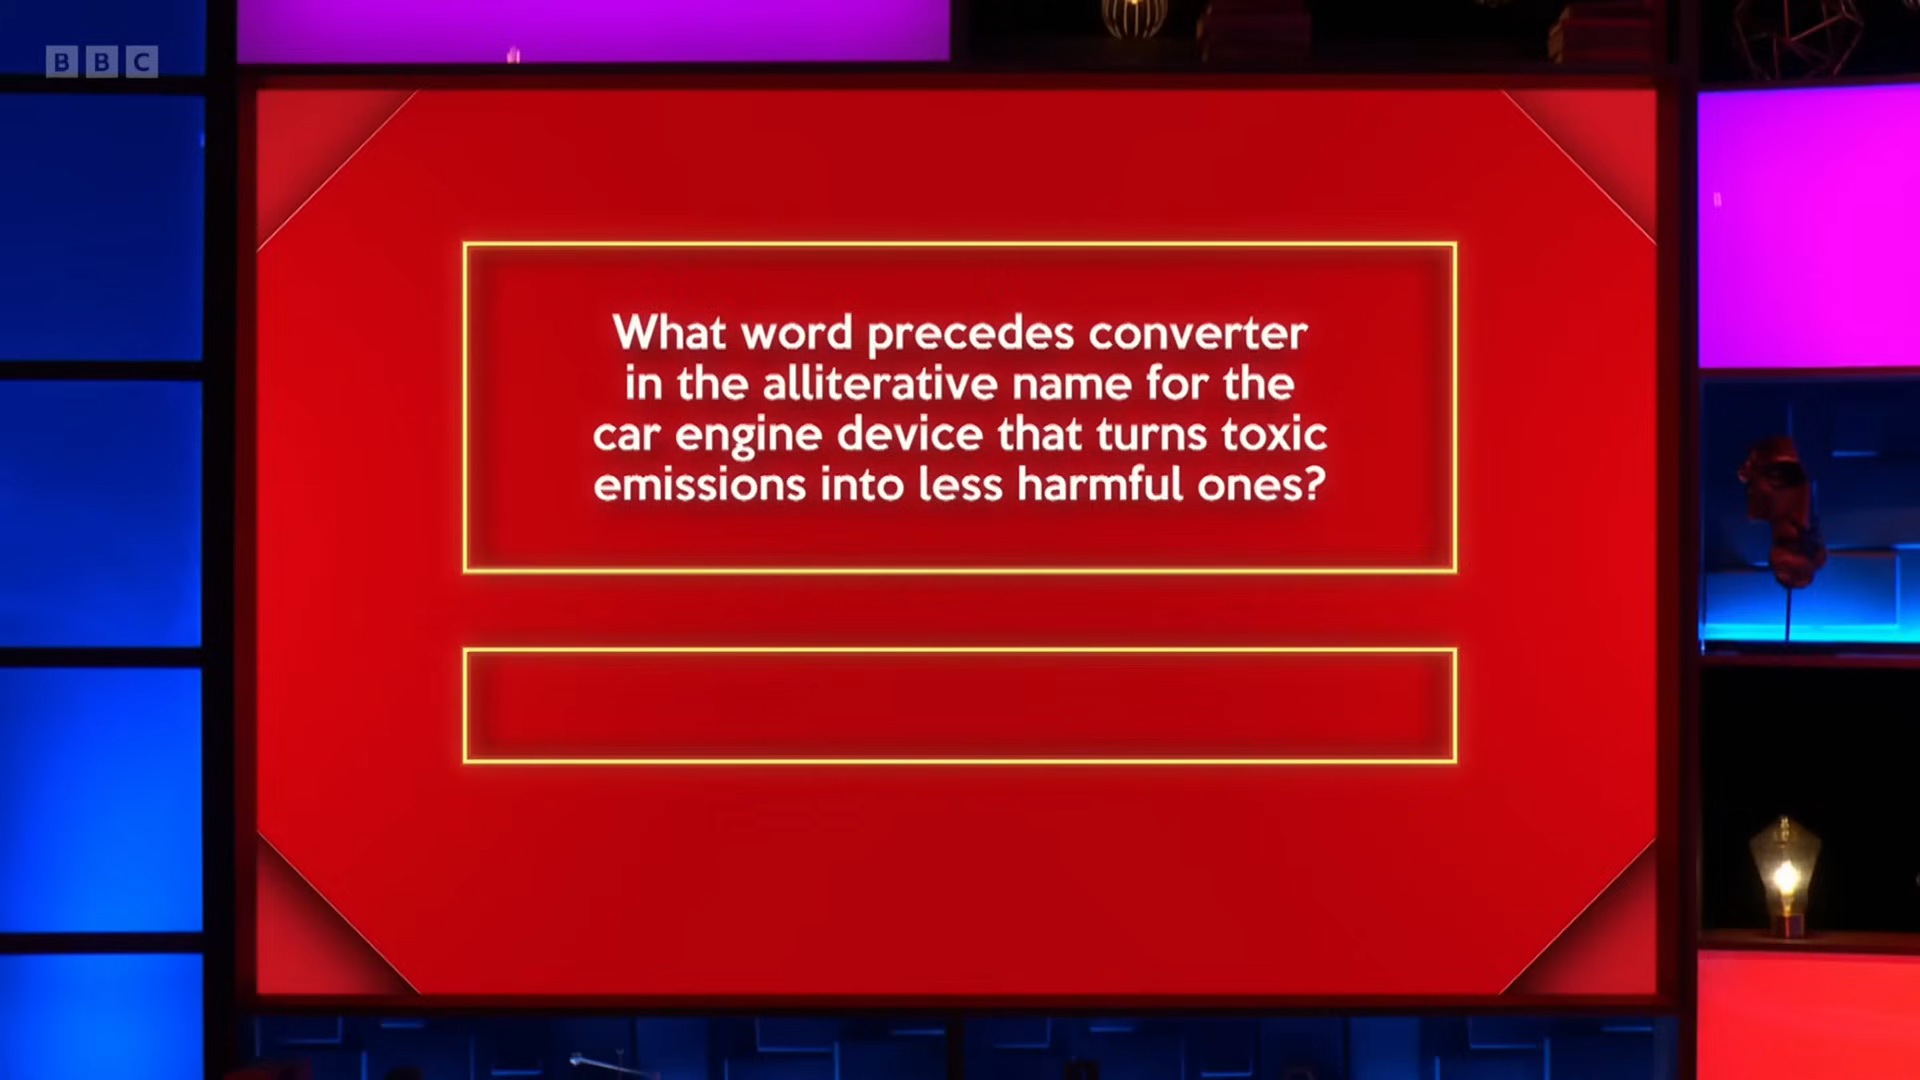 BBC
What word precedes converter
in the alliterative name for the
car engine device that turns toxic
emissions into less harmful ones?